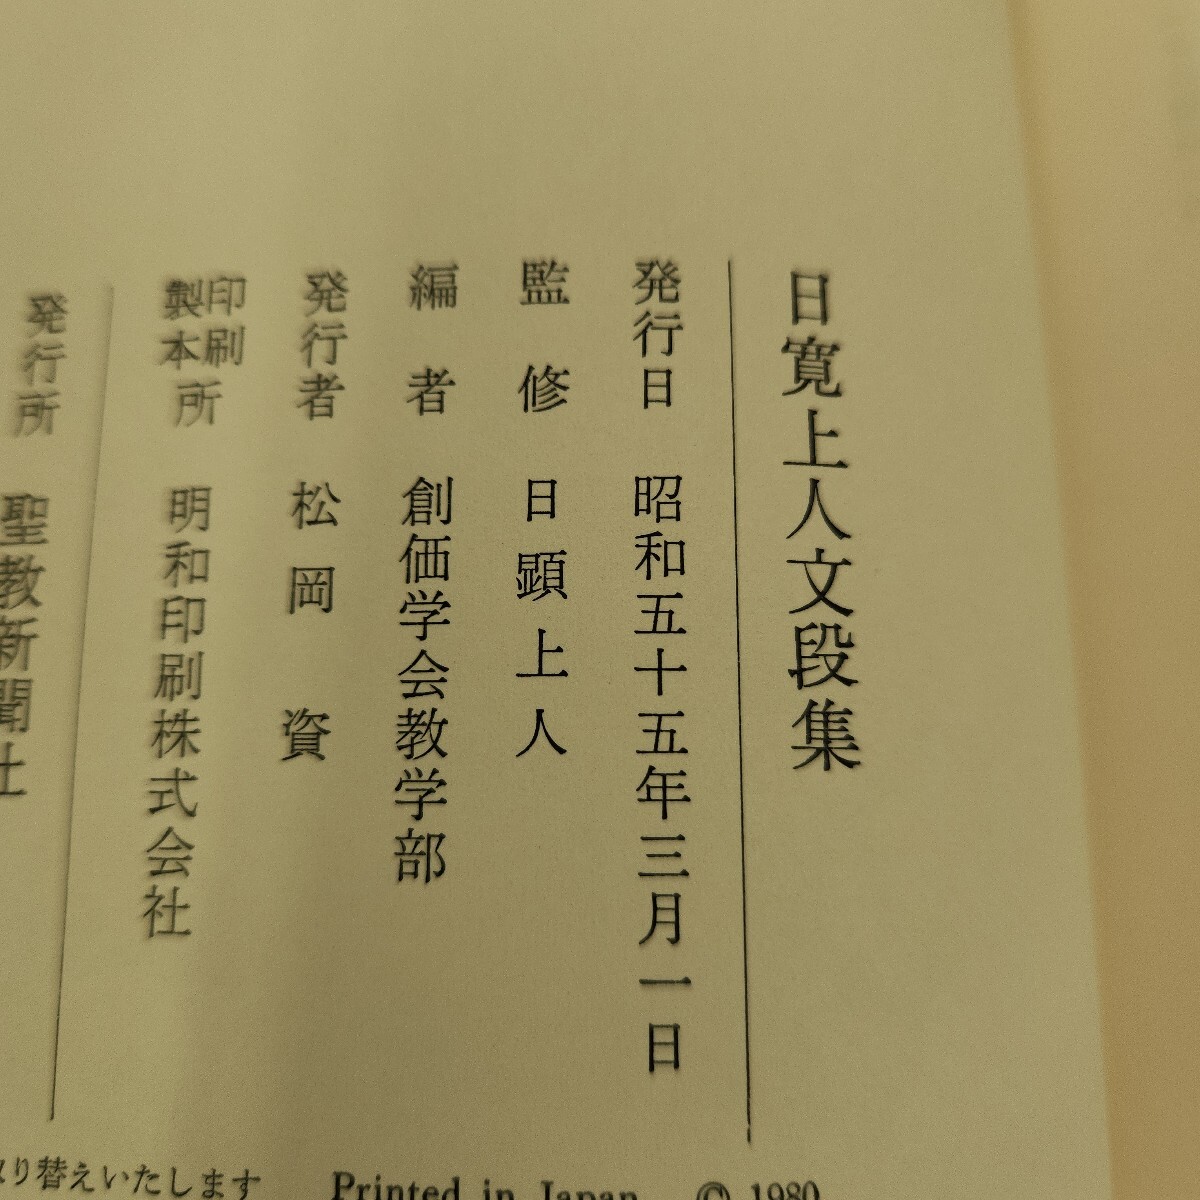 日寛上人文段集
発行日 昭和五十五年三月一日
監修 日顕上人
編者 創価学会教学部
発行者 松岡資
印刷製本所 明和印刷株式会社
発行所 聖教新聞社
り替えいたします
Printed in Japan © 1980